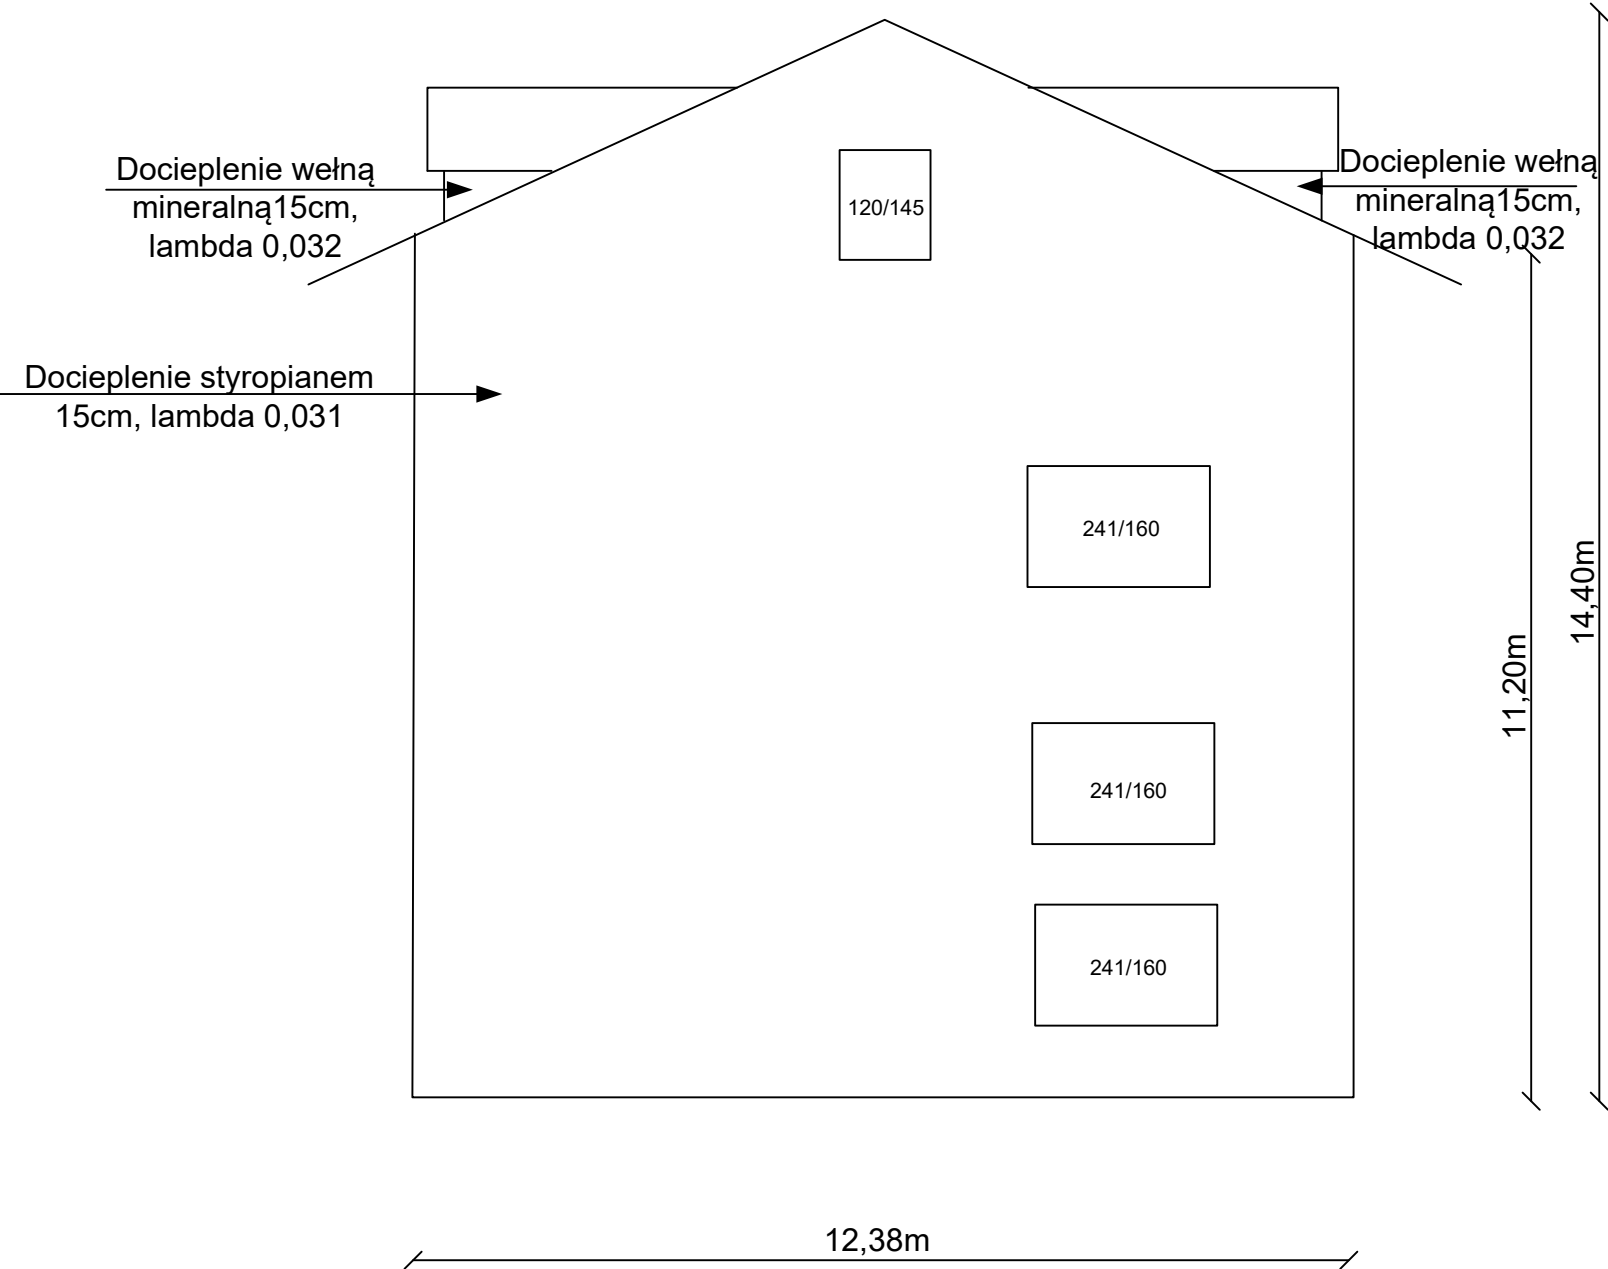 Docieplenie wełną
mineralną15cm,
lambda 0,032
Docieplenie wełną
mineralną15cm,
lambda 0,032
120/145
Docieplenie styropianem
15cm, lambda 0,031
241/160
14,40m
11,20m
241/160
241/160
12,38m